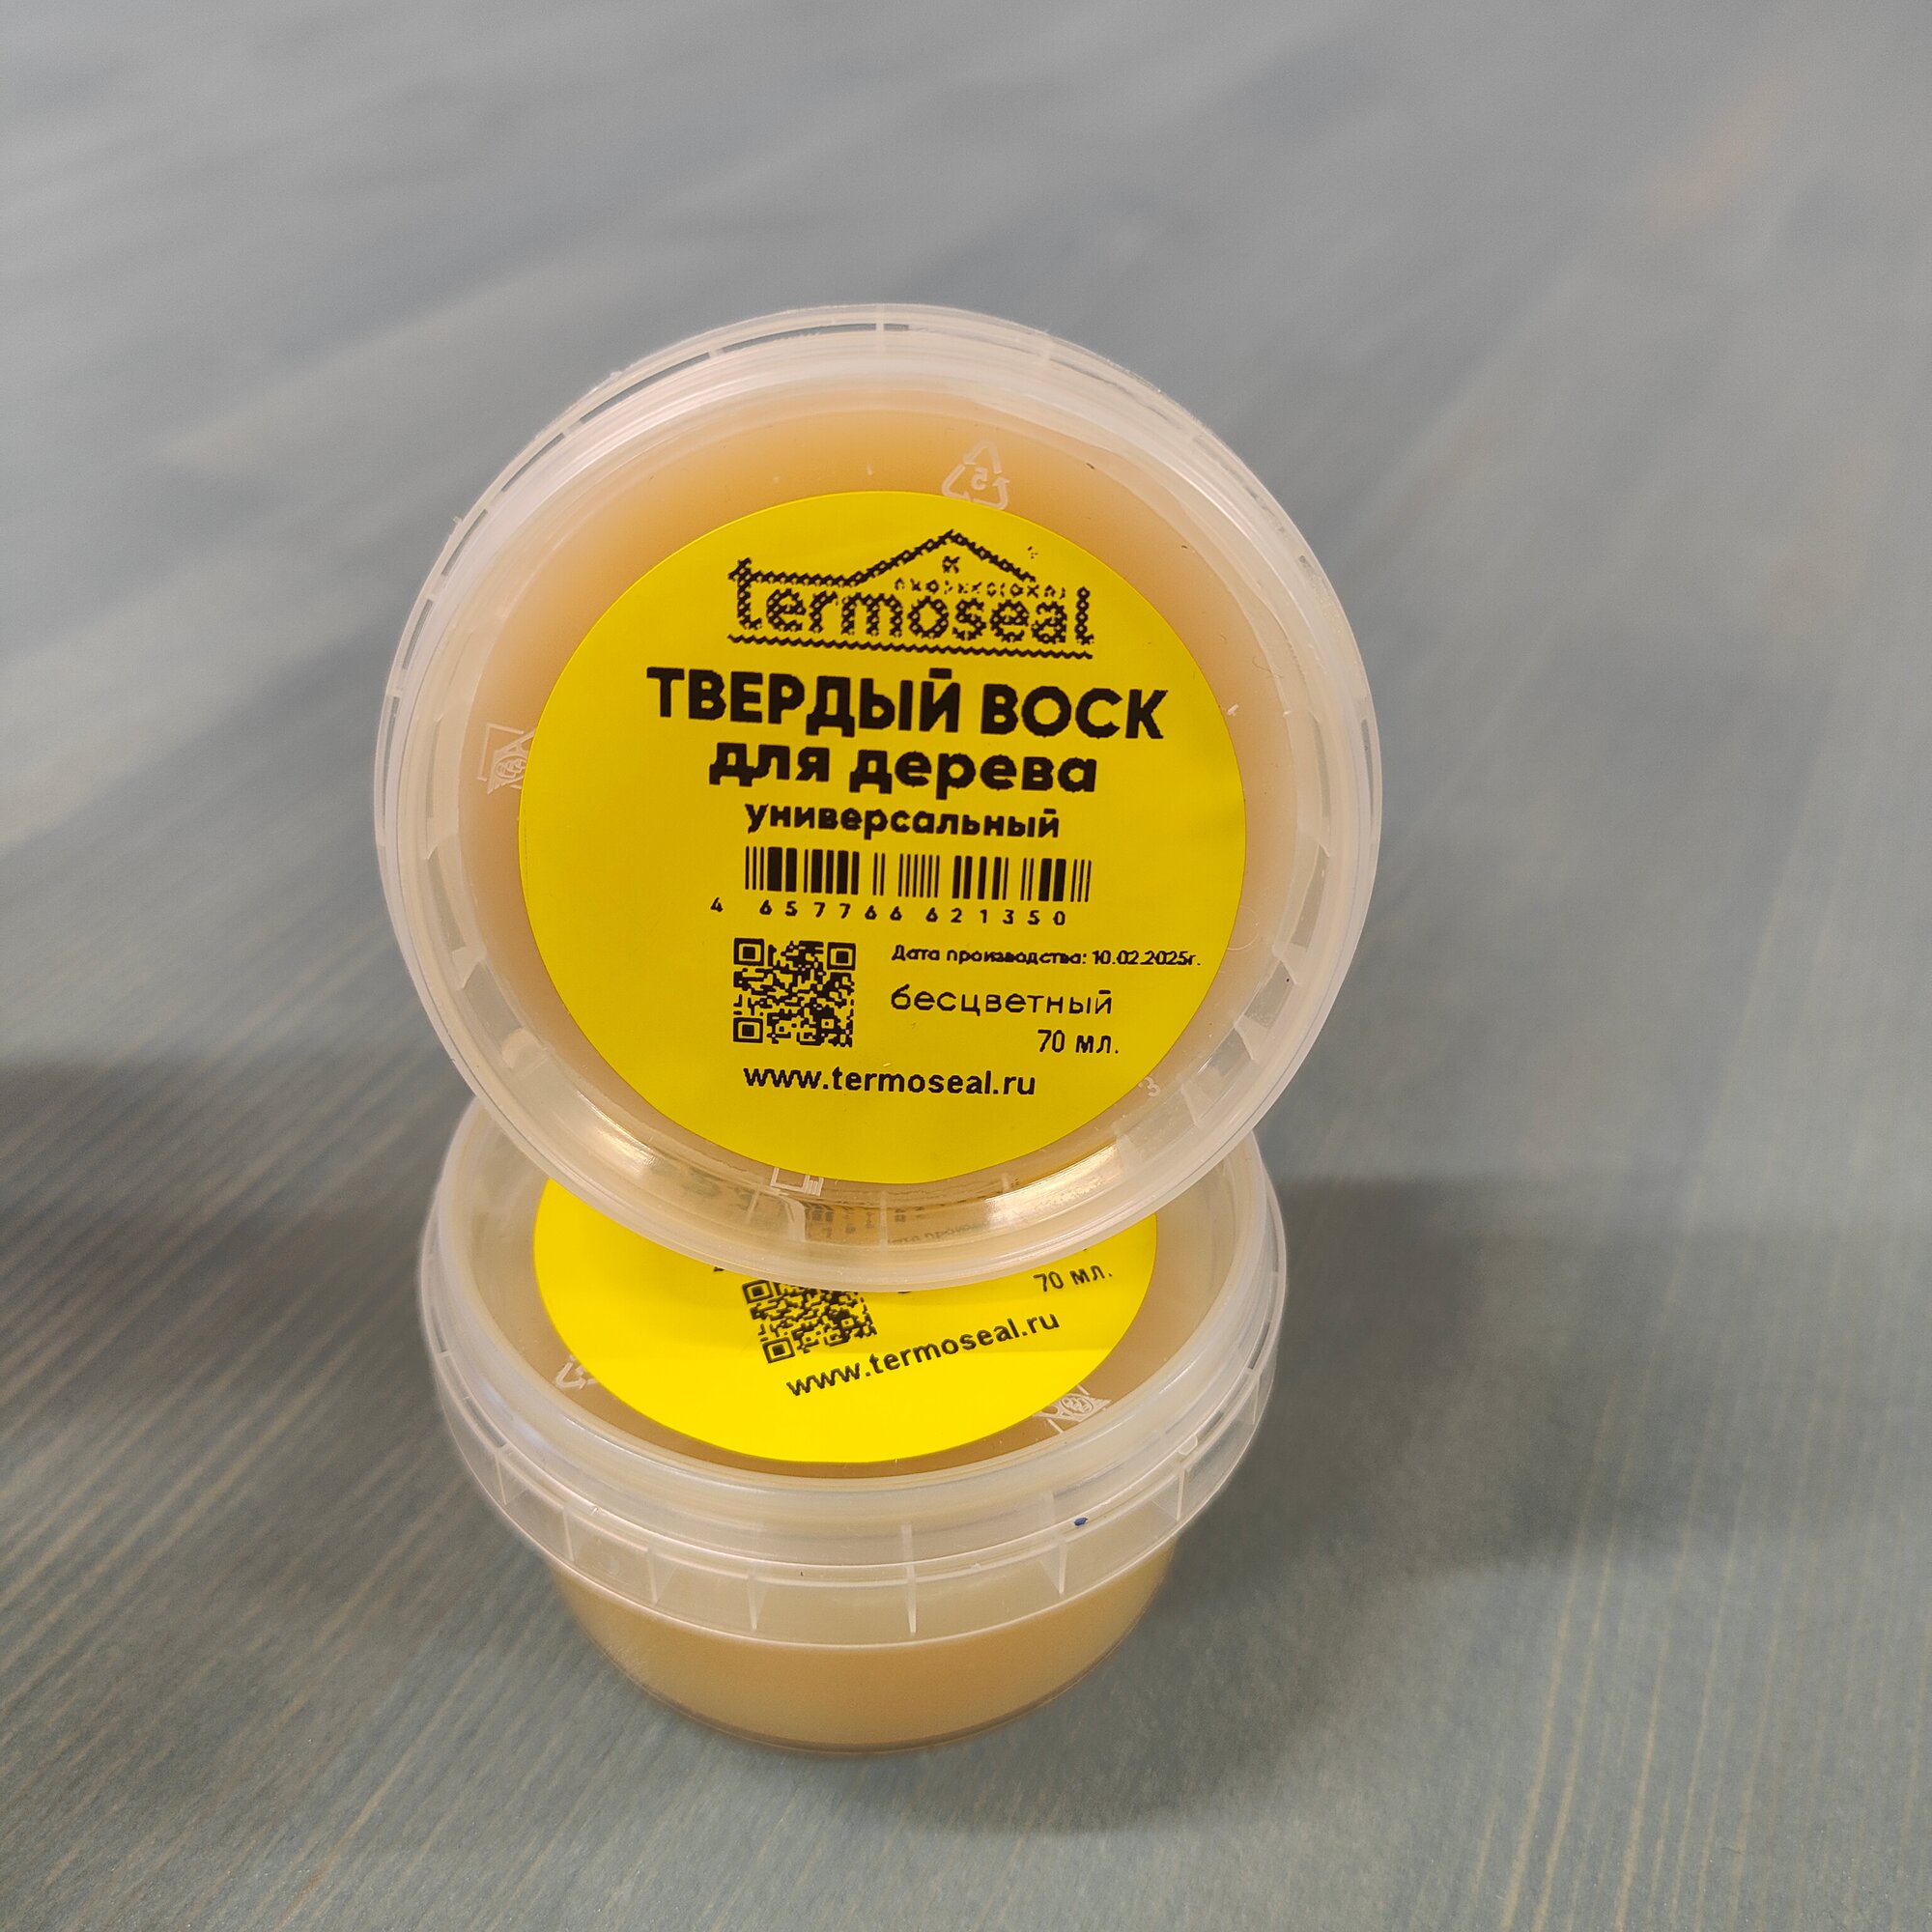 termoseal
ТВЕРДЫЙ ВОСК
для дерева
универсальный
4 657766 621350
Дата производства: 10.02.2025г.
бесцветный
70 мл.
www.termoseal.ru
70 мл.
www.termoseal.ru